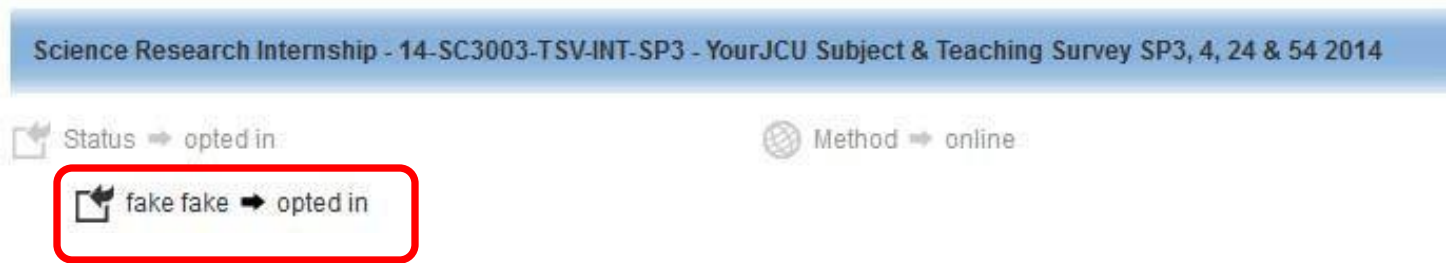 Science Research Internship - 14-SC3003-TSV-INT-SP3 - YourJCU Subject & Teaching Survey SP3, 4, 24 & 54 2014
Status ➡ opted in Method ➡ online
fake fake ➡ opted in